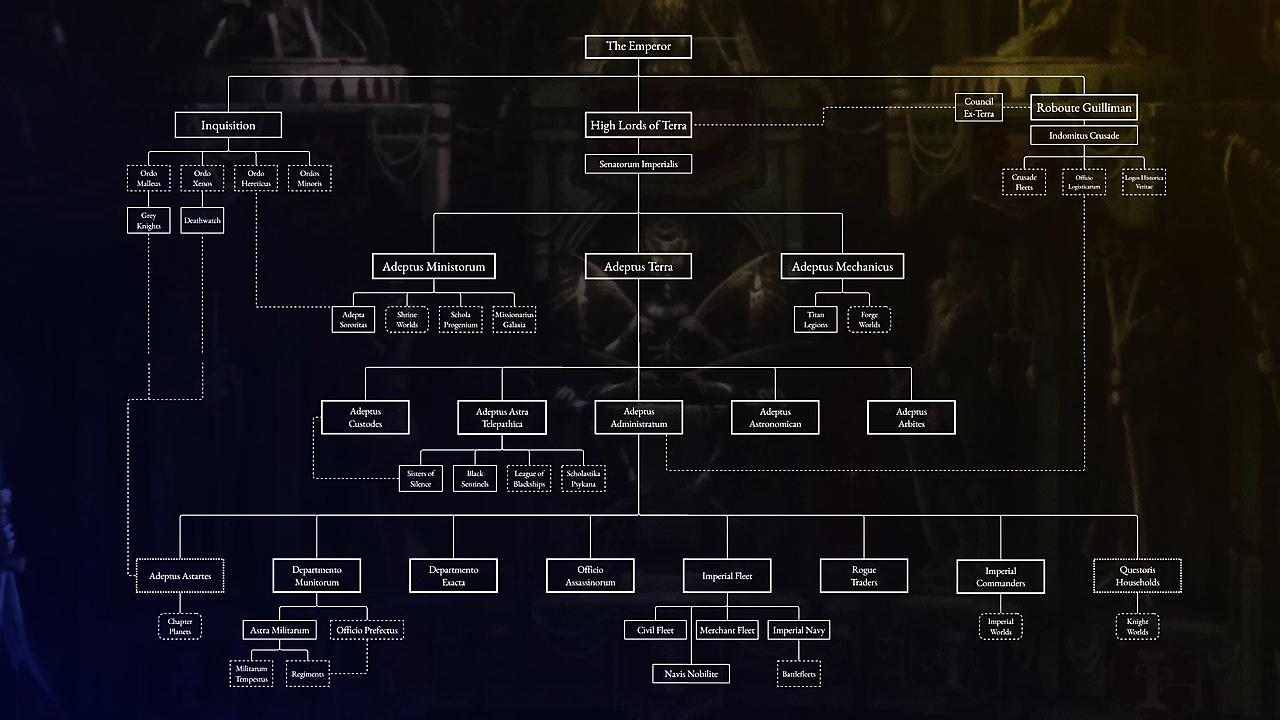 The Emperor
Council
Ex-Terra
Roboute Guilliman
Inquisition
High Lords of Terra
Indomitus Crusade
Senatorum Imperialis
Ordo
Malleus
Ordo
Xenos
Ordo
Hereticus
Ordos
Minoris
Crusade
Fleets
Officio
Logisticarum
Logos Historica
Veritae
Grey
Knights
Deathwatch
Adeptus Ministorum
Adeptus Terra
Adeptus Mechanicus
Adepta
Sororitas
Shrine
Worlds
Schola
Progenium
Missionarius
Galaxia
Titan
Legions
Forge
Worlds
Adeptus
Custodes
Adeptus Astra
Telepathica
Adeptus
Administratum
Adeptus
Astronomican
Adeptus
Arbites
Sisters of
Silence
Black
Sentinels
League of
Blackships
Scholastika
Psykana
Adeptus Astartes
Departmento
Munitorum
Departmento
Exacta
Officio
Assassinorum
Imperial Fleet
Rogue
Traders
Imperial
Commanders
Questoris
Households
Chapter
Planets
Astra Militarum
Officio Prefectus
Civil Fleet
Merchant Fleet
Imperial Navy
Imperial
Worlds
Knight
Worlds
Militarum
Tempestus
Regiments
Navis Nobilite
Battlefleets